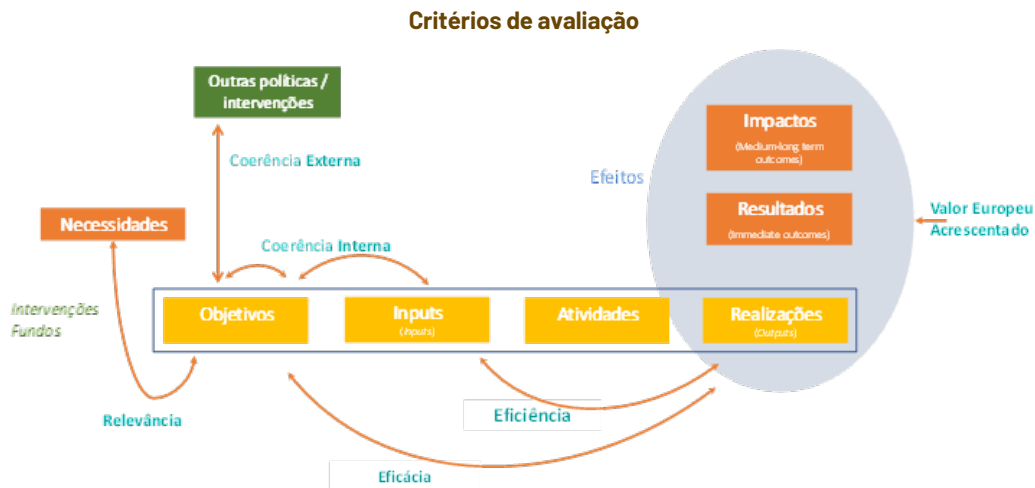 Critérios de avaliação
Outras políticas /
intervenções
Impactos
(Medium-long term
outcomes)
Coerência Externa
Efeitos
Necessidades
Resultados
(Immediate outcomes)
Valor Europeu
Acrescentado
Coerência Interna
Intervenções
Fundos
Objetivos
Inputs
(Inputs)
Atividades
Realizações
(Outputs)
Relevância
Eficiência
Eficácia